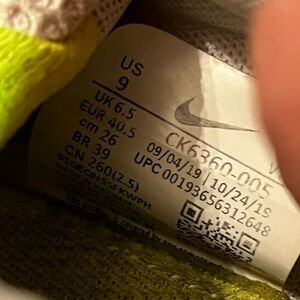 US
9
UK 6.5
EUR 40.5
cm 26
BR 39
CN 260(2.5)
CK6360-005
09/04/19 | 10/24/19
UPC 00193656312648